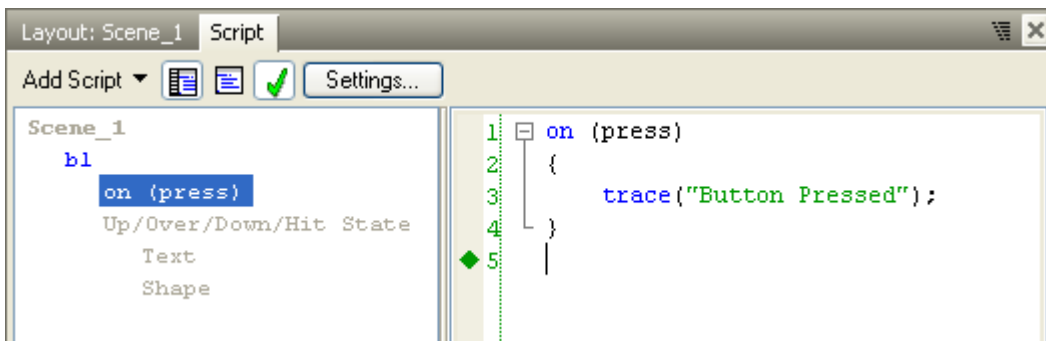 Layout: Scene_1 Script
Add Script Settings...
Scene_1
bl
on (press)
Up/Over/Down/Hit State
Text
Shape
1 on (press)
2 {
3 trace("Button Pressed");
4 }
5